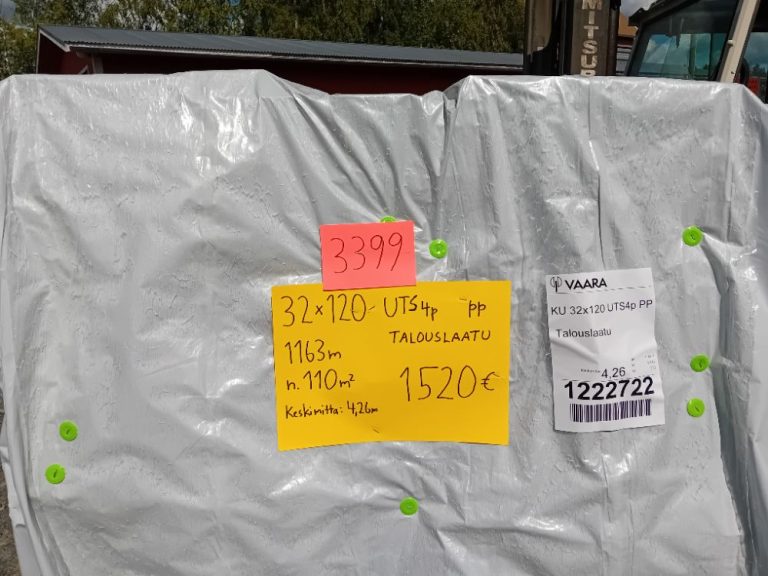 MITSUB
3399
32x120 UTS4p pp
TALOUSLAATU
1163m
n. 110m²
1520€
Keskimitta: 4,26m
VAARA
KU 32x120 UTS4p PP
Talouslaatu
4,26
1222722